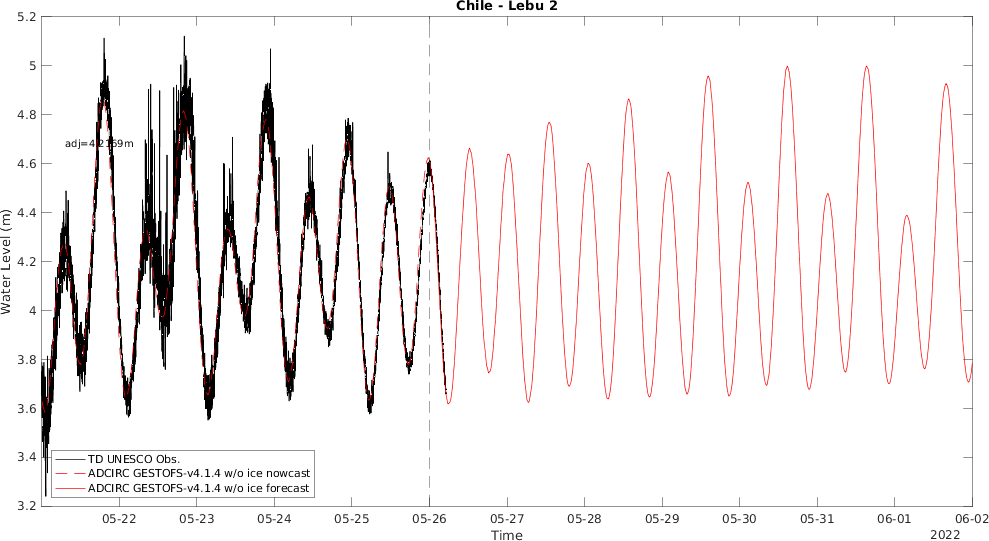 Chile - Lebu 2
5.2
5
4.8
4.6
4.4
4.2
4
3.8
3.6
3.4
3.2
Water Level (m)
adj=4.2169m
TD UNESCO Obs.
ADCIRC GESTOFS-v4.1.4 w/o ice nowcast
ADCIRC GESTOFS-v4.1.4 w/o ice forecast
05-22 05-23 05-24 05-25 05-26 05-27 05-28 05-29 05-30 05-31 06-01 06-02
Time
2022